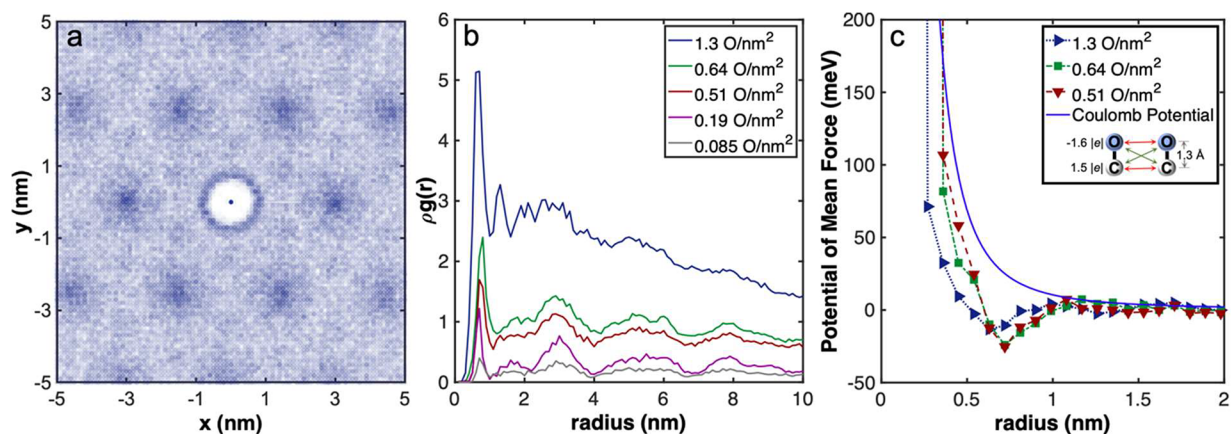 a
y (nm)
5
3
1
-1
-3
-5
-5 -3 -1 1 3 5
x (nm)
b
ρg(r)
6
5
4
3
2
1
0
0 2 4 6 8 10
radius (nm)
1.3 O/nm²
0.64 O/nm²
0.51 O/nm²
0.19 O/nm²
0.085 O/nm²
c
Potential of Mean Force (meV)
200
150
100
50
0
-50
0 0.5 1 1.5 2
radius (nm)
1.3 O/nm²
0.64 O/nm²
0.51 O/nm²
Coulomb Potential
-1.6 |e| O O
1.3 Å
1.5 |e| C C